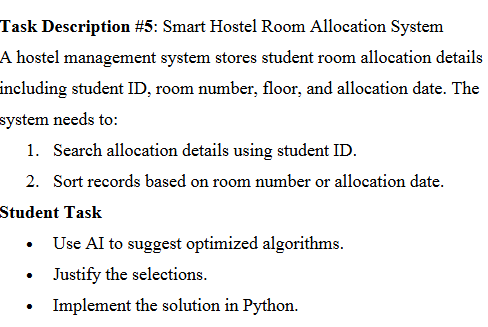 Task Description #5: Smart Hostel Room Allocation System
A hostel management system stores student room allocation details
including student ID, room number, floor, and allocation date. The
system needs to:
1. Search allocation details using student ID.
2. Sort records based on room number or allocation date.
Student Task
• Use AI to suggest optimized algorithms.
• Justify the selections.
• Implement the solution in Python.